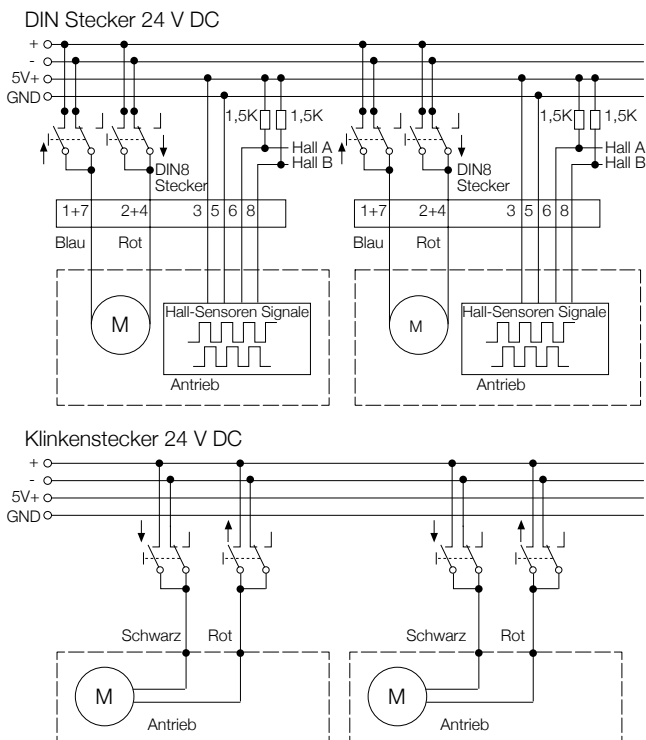 DIN Stecker 24 V DC
+
-
5V+
GND
1,5K 1,5K 1,5K 1,5K
Hall A Hall A
Hall B Hall B
DIN8 DIN8
Stecker Stecker
1+7 2+4 3 5 6 8 1+7 2+4 3 5 6 8
Blau Rot Blau Rot
Hall-Sensoren Signale Hall-Sensoren Signale
M M
Antrieb Antrieb
Klinkenstecker 24 V DC
+
-
5V+
GND
Schwarz Rot Schwarz Rot
M M
Antrieb Antrieb